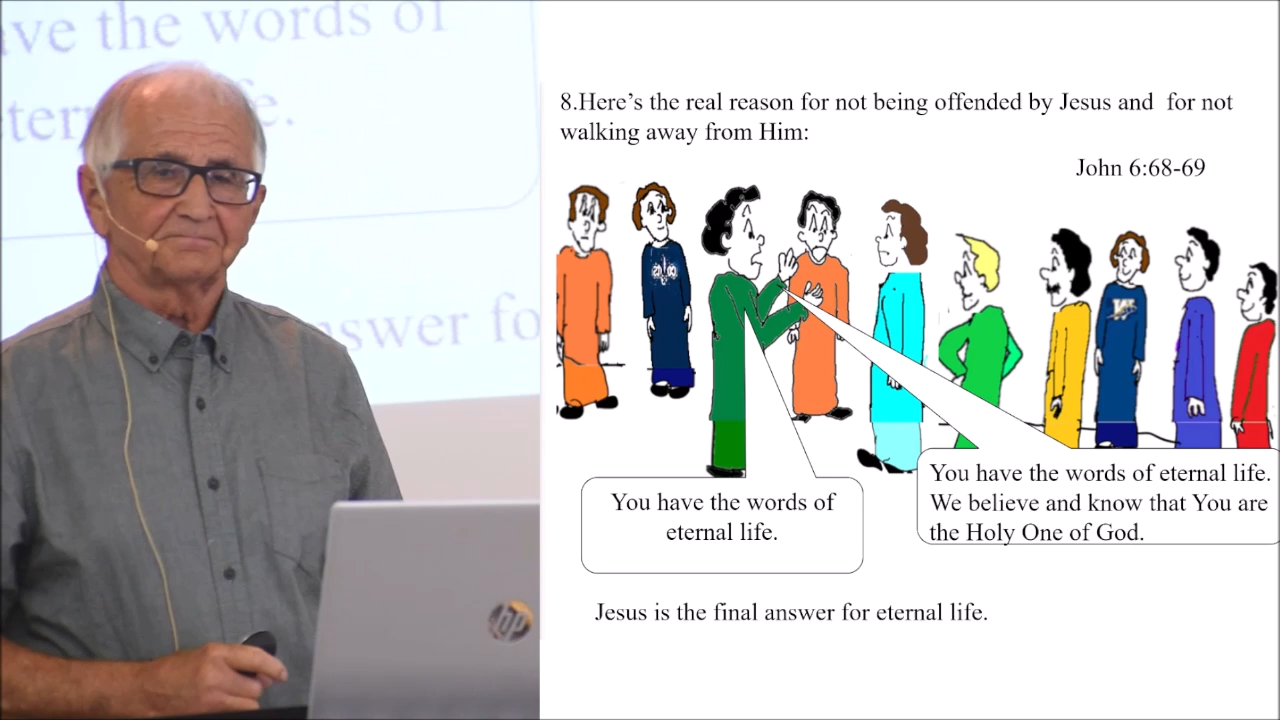 ave the words of
eter fe.
nswer fo
hp
8.Here's the real reason for not being offended by Jesus and for not
walking away from Him:
John 6:68-69
You have the words of
eternal life.
You have the words of eternal life.
We believe and know that You are
the Holy One of God.
Jesus is the final answer for eternal life.